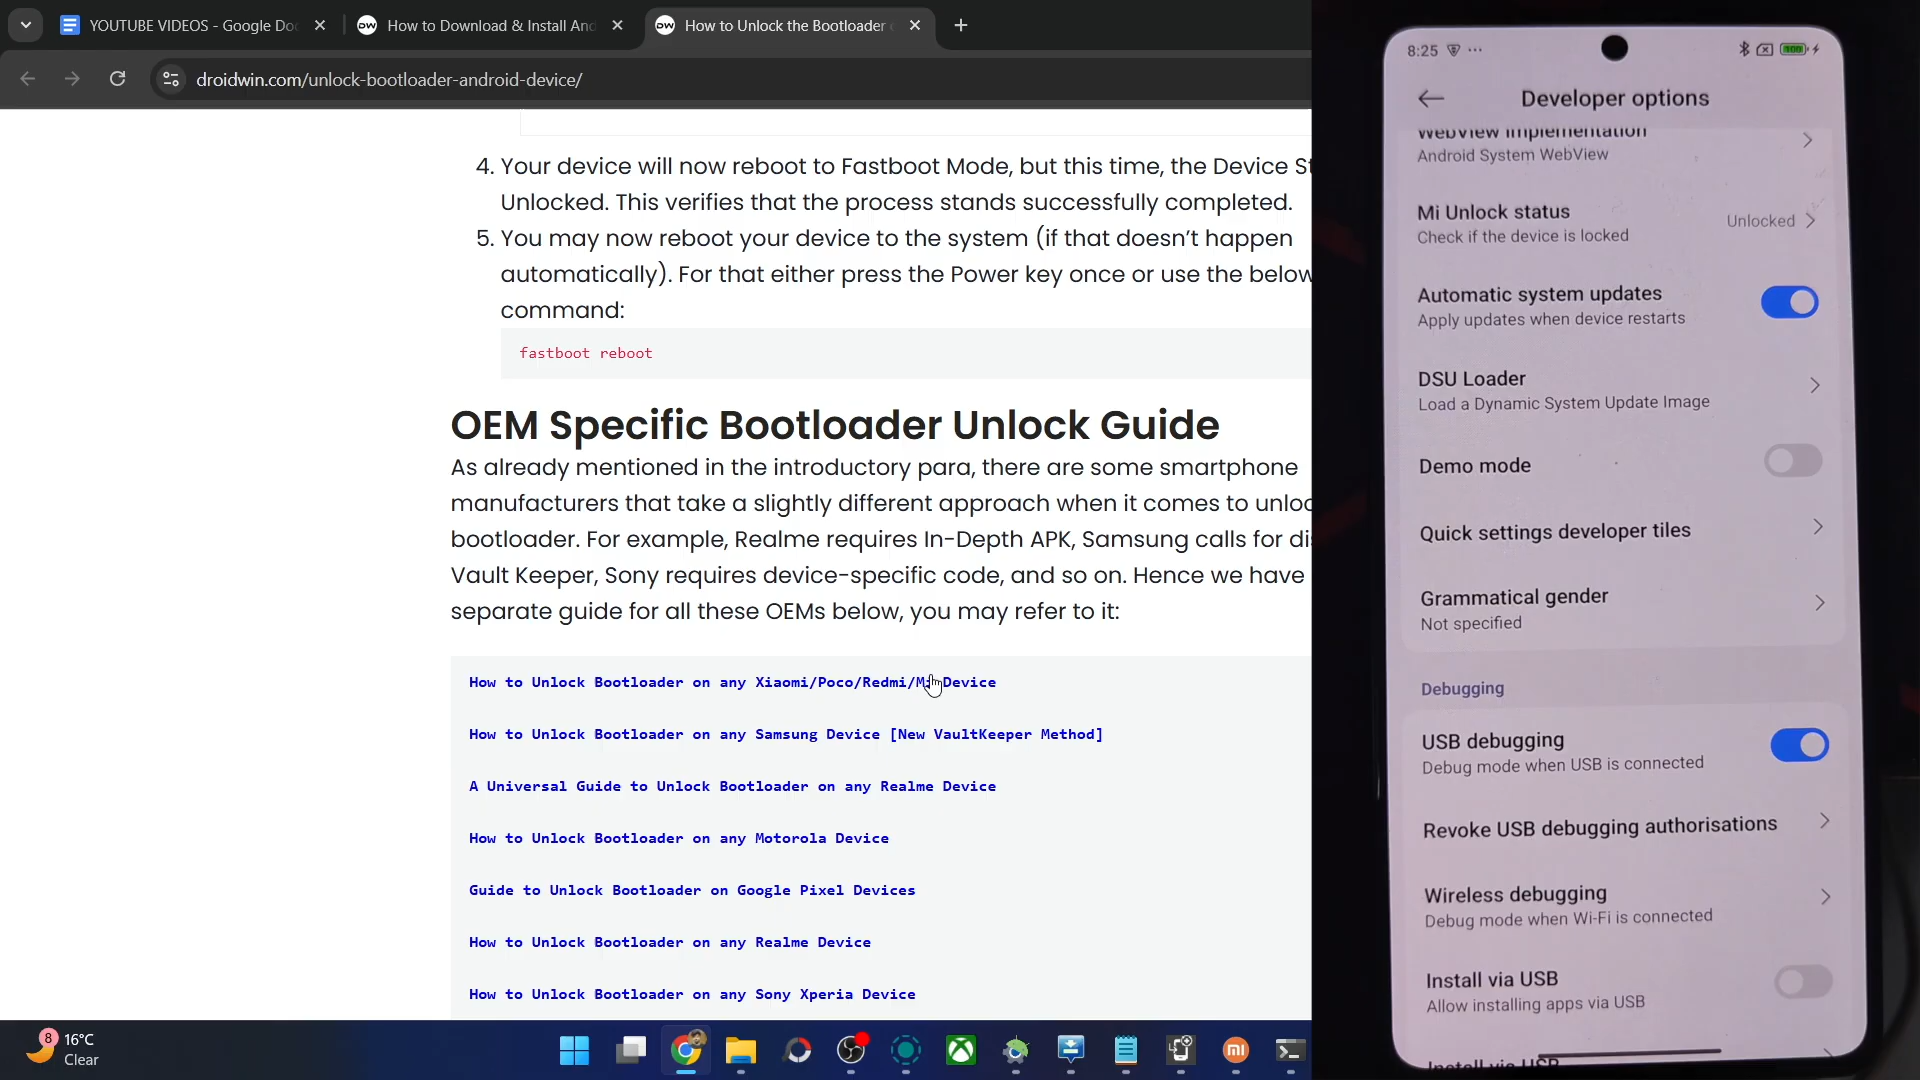 YOUTUBE VIDEOS - Google Do
How to Download & Install And
How to Unlock the Bootloader
droidwin.com/unlock-bootloader-android-device/
4. Your device will now reboot to Fastboot Mode, but this time, the Device St
Unlocked. This verifies that the process stands successfully completed.
5. You may now reboot your device to the system (if that doesn't happen
automatically). For that either press the Power key once or use the below
command:
fastboot reboot
OEM Specific Bootloader Unlock Guide
As already mentioned in the introductory para, there are some smartphone
manufacturers that take a slightly different approach when it comes to unloc
bootloader. For example, Realme requires In-Depth APK, Samsung calls for dis
Vault Keeper, Sony requires device-specific code, and so on. Hence we have
separate guide for all these OEMs below, you may refer to it:
How to Unlock Bootloader on any Xiaomi/Poco/Redmi/Mi Device
How to Unlock Bootloader on any Samsung Device [New VaultKeeper Method]
A Universal Guide to Unlock Bootloader on any Realme Device
How to Unlock Bootloader on any Motorola Device
Guide to Unlock Bootloader on Google Pixel Devices
How to Unlock Bootloader on any Realme Device
How to Unlock Bootloader on any Sony Xperia Device
8
16°C
Clear
8:25
100
Developer options
WebView implementation
Android System WebView
Mi Unlock status
Unlocked
Check if the device is locked
Automatic system updates
Apply updates when device restarts
DSU Loader
Load a Dynamic System Update Image
Demo mode
Quick settings developer tiles
Grammatical gender
Not specified
Debugging
USB debugging
Debug mode when USB is connected
Revoke USB debugging authorisations
Wireless debugging
Debug mode when Wi-Fi is connected
Install via USB
Allow installing apps via USB
Install via USB